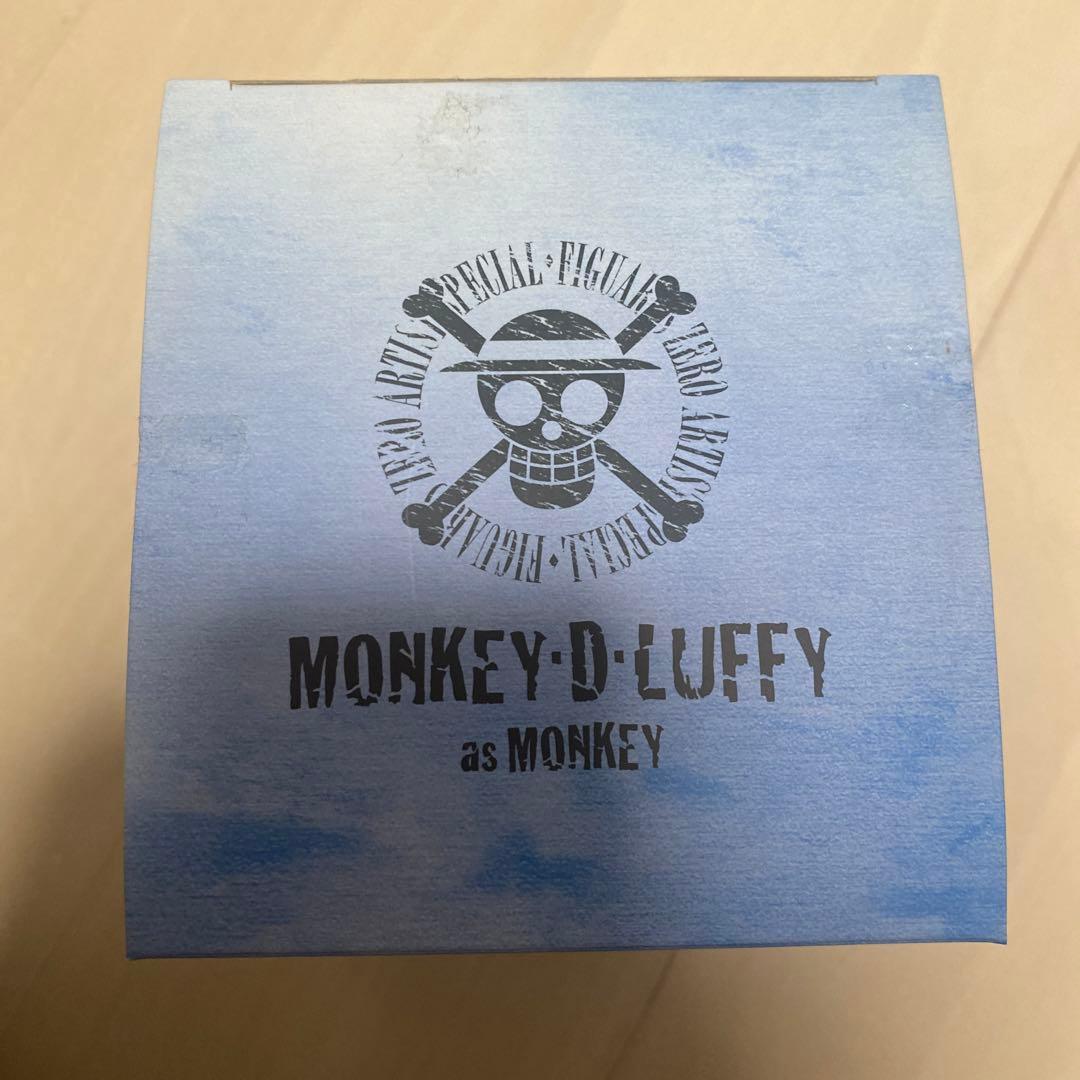 SPECIAL・FIGUARTS ZERO ARTIST SPECIAL・FIGUARTS ZERO ARTIST
MONKEY・D・LUFFY
as MONKEY